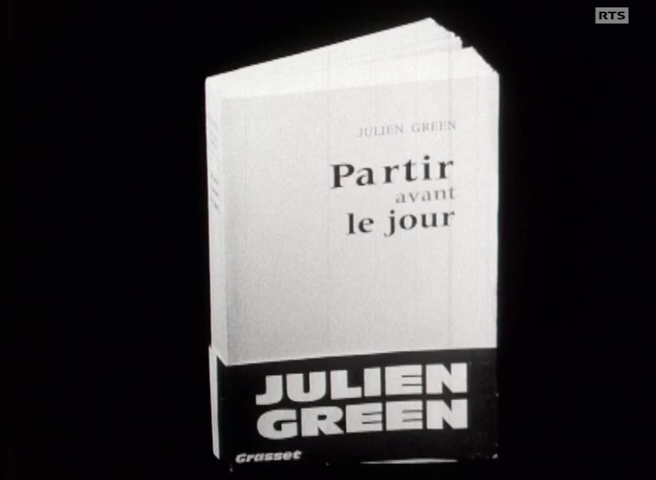 RTS
JULIEN GREEN
Partir
avant
le jour
JULIEN
GREEN
Grasset